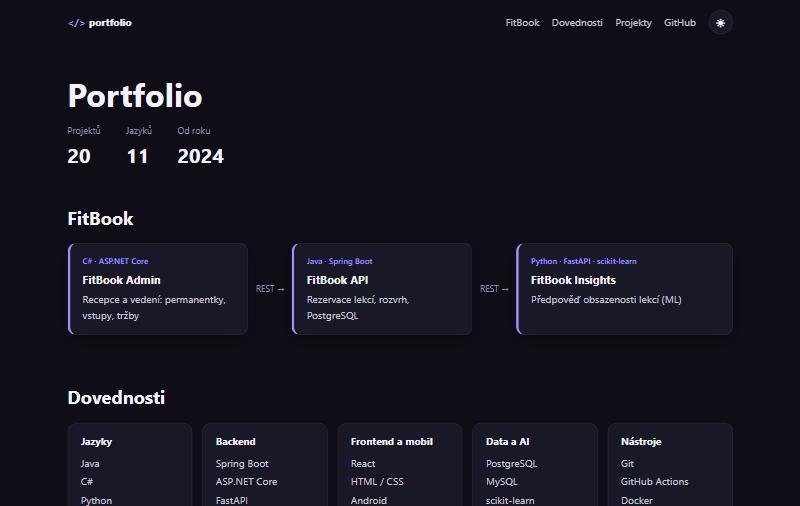 </> portfolio
FitBook Dovednosti Projekty GitHub
Portfolio
Projektů Jazyků Od roku
20 11 2024
FitBook
C# · ASP.NET Core
FitBook Admin
Recepce a vedení: permanentky,
vstupy, tržby
REST →
Java · Spring Boot
FitBook API
Rezervace lekcí, rozvrh,
PostgreSQL
REST →
Python · FastAPI · scikit-learn
FitBook Insights
Předpověď obsazenosti lekcí (ML)
Dovednosti
Jazyky
Java
C#
Python
Backend
Spring Boot
ASP.NET Core
FastAPI
Frontend a mobil
React
HTML / CSS
Android
Data a AI
PostgreSQL
MySQL
scikit-learn
Nástroje
Git
GitHub Actions
Docker